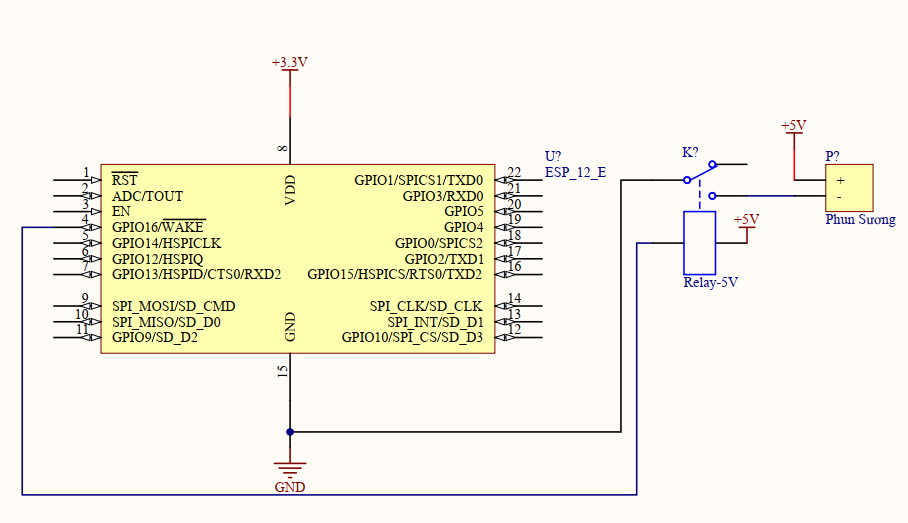 +3.3V
8
VDD
U?
ESP_12_E
1
RST
2
ADC/TOUT
3
EN
4
GPIO16/WAKE
5
GPIO14/HSPICLK
6
GPIO12/HSPIQ
7
GPIO13/HSPID/CTS0/RXD2
9
SPI_MOSI/SD_CMD
10
SPI_MISO/SD_D0
11
GPIO9/SD_D2
GPIO1/SPICS1/TXD0
22
GPIO3/RXD0
21
GPIO5
20
GPIO4
19
GPIO0/SPICS2
18
GPIO2/TXD1
17
GPIO15/HSPICS/RTS0/TXD2
16
SPI_CLK/SD_CLK
14
SPI_INT/SD_D1
13
GPIO10/SPI_CS/SD_D3
12
GND
15
GND
K?
+5V
Relay-5V
+5V
P?
+
-
Phun Sương